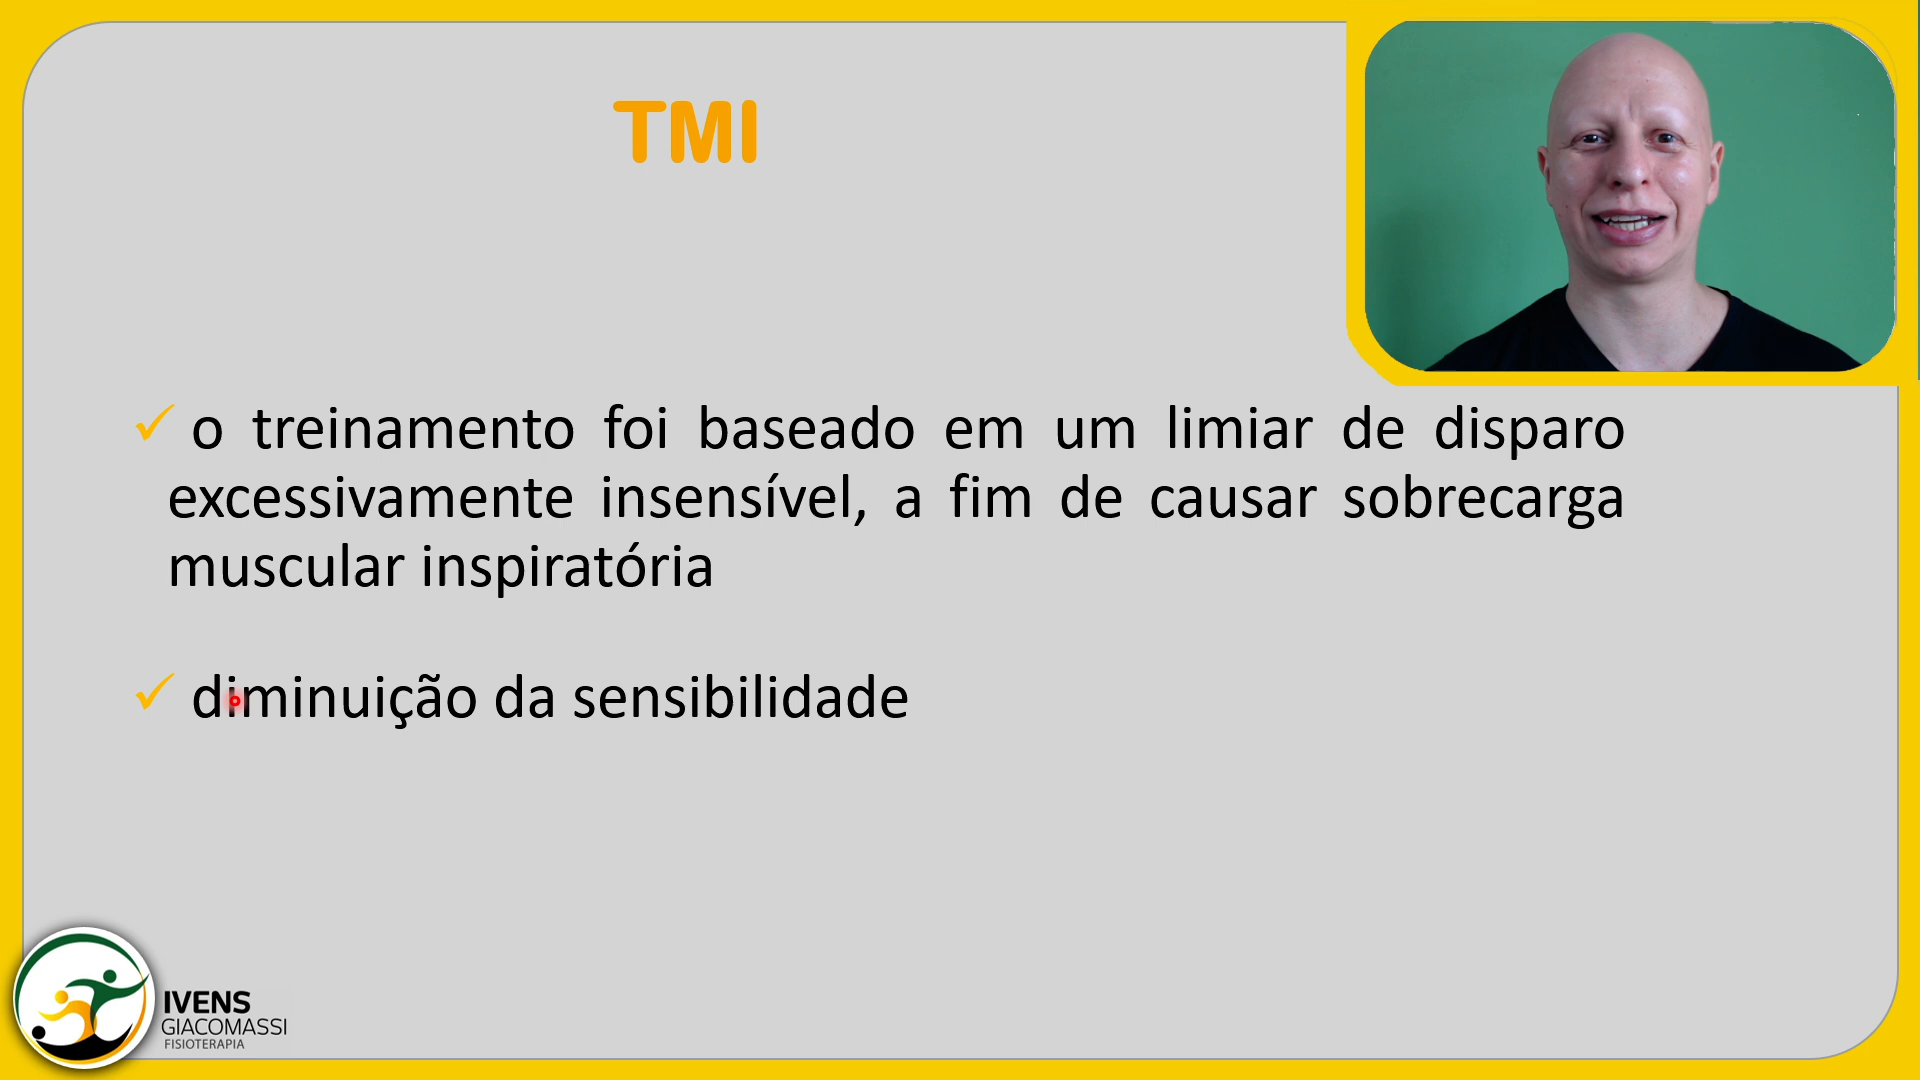 TMI
o treinamento foi baseado em um limiar de disparo
excessivamente insensível, a fim de causar sobrecarga
muscular inspiratória
diminuição da sensibilidade
IVENS
GIACOMASSI
FISIOTERAPIA